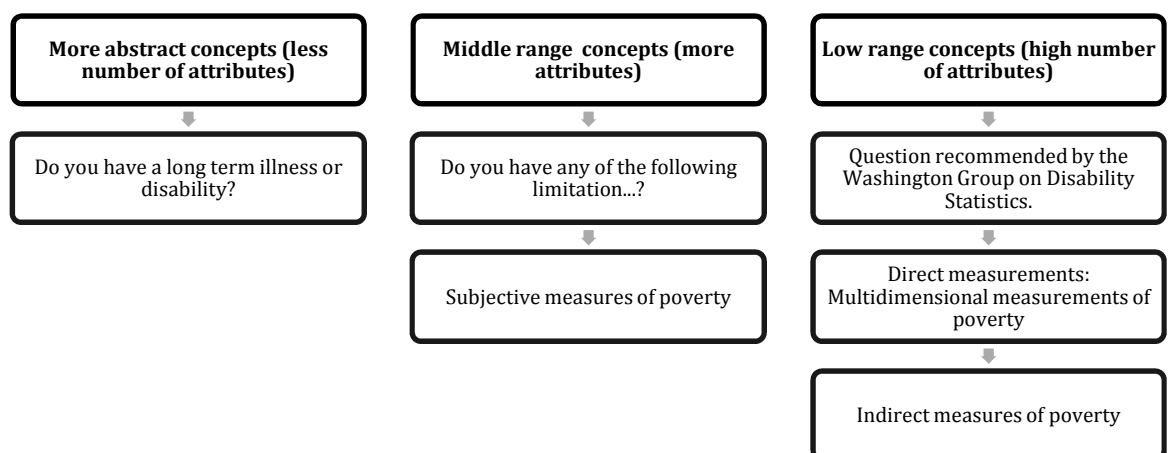 More abstract concepts (less
number of attributes)
Do you have a long term illness or
disability?
Middle range concepts (more
attributes)
Do you have any of the following
limitation...?
Subjective measures of poverty
Low range concepts (high number
of attributes)
Question recommended by the
Washington Group on Disability
Statistics.
Direct measurements:
Multidimensional measurements of
poverty
Indirect measures of poverty